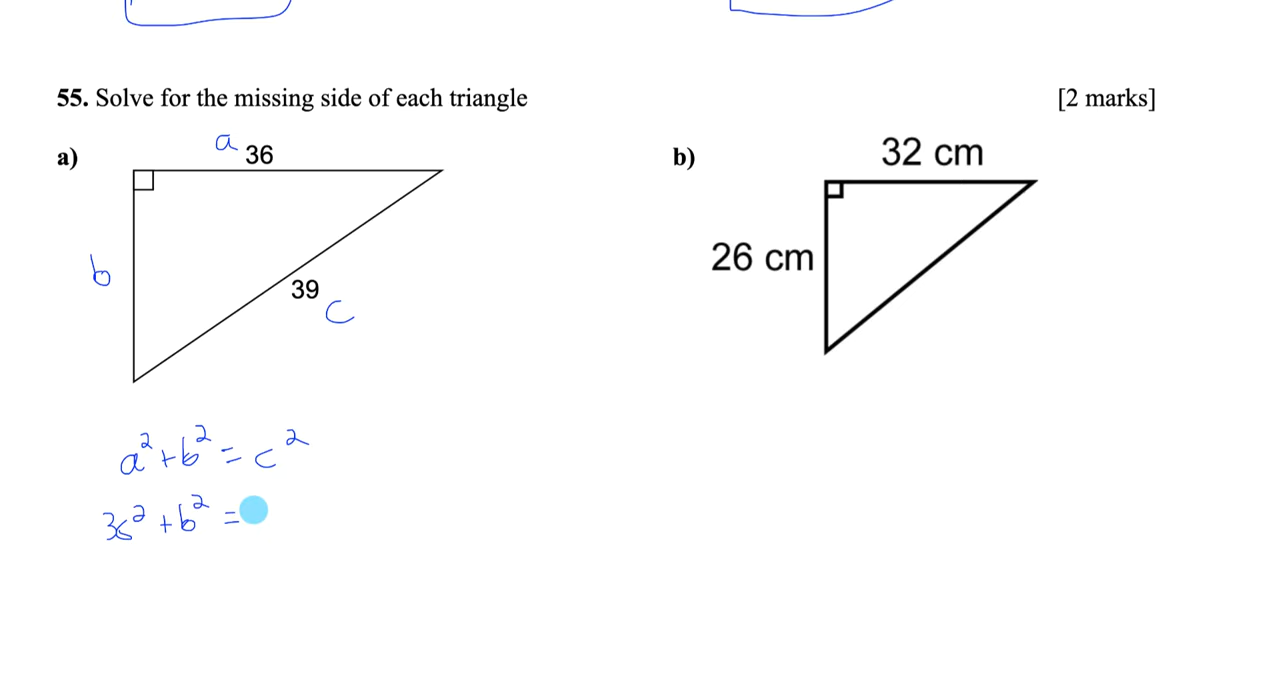 55. Solve for the missing side of each triangle [2 marks]
a) a 36
b) 32 cm
b
26 cm
39
c
a² + b² = c²
36² + b² =